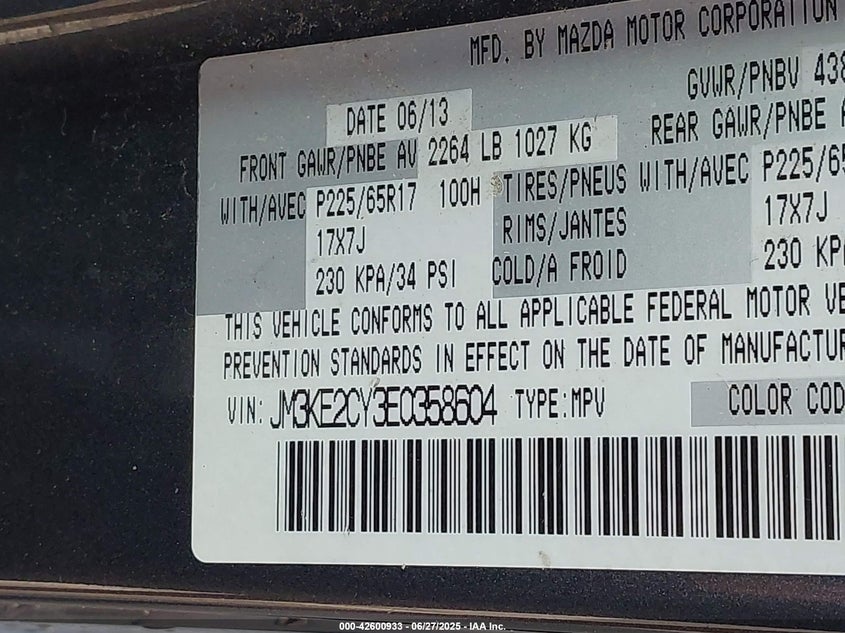 MFD. BY MAZDA MOTOR CORPORATION
GVWR/PNBV 438
DATE 06/13
FRONT GAWR/PNBE AV 2264 LB 1027 KG
REAR GAWR/PNBE A
WITH/AVEC P225/65R17 100H TIRES/PNEUS WITH/AVEC P225/65
17X7J RIMS/JANTES 17X7J
230 KPA/34 PSI COLD/A FROID 230 KPA
THIS VEHICLE CONFORMS TO ALL APPLICABLE FEDERAL MOTOR VE
PREVENTION STANDARDS IN EFFECT ON THE DATE OF MANUFACTUR
VIN: JM3KE2CY3E0358604 TYPE:MPV COLOR COD
000-42600933 - 06/27/2025 - IAA Inc.